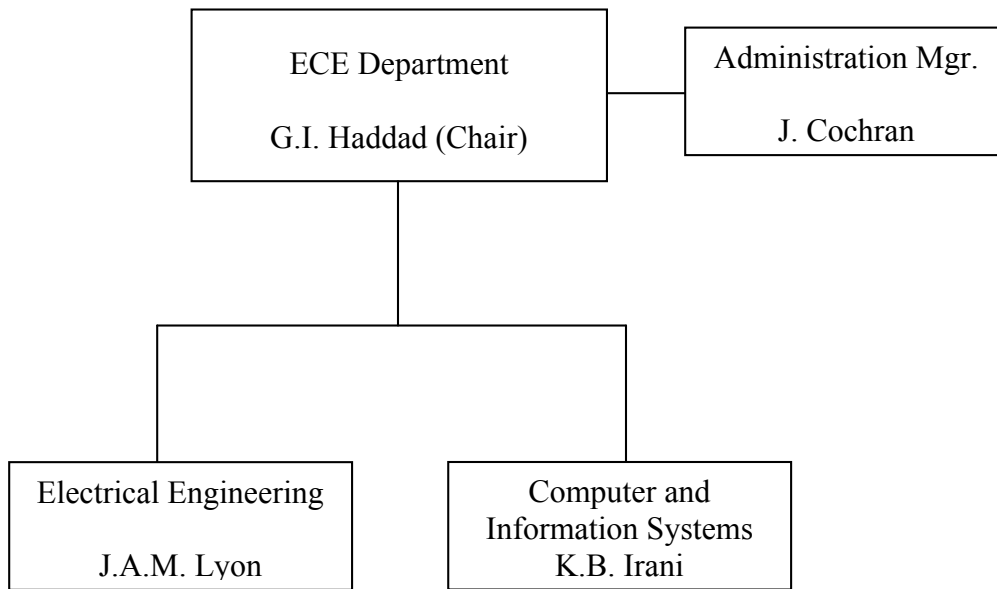 ECE Department
G.I. Haddad (Chair)
Administration Mgr.
J. Cochran
Electrical Engineering
J.A.M. Lyon
Computer and
Information Systems
K.B. Irani